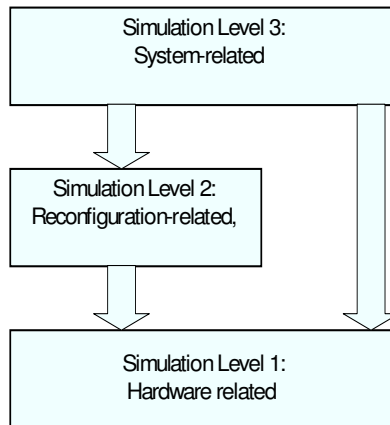 Simulation Level 3:
System-related
Simulation Level 2:
Reconfiguration-related,
Simulation Level 1:
Hardware related